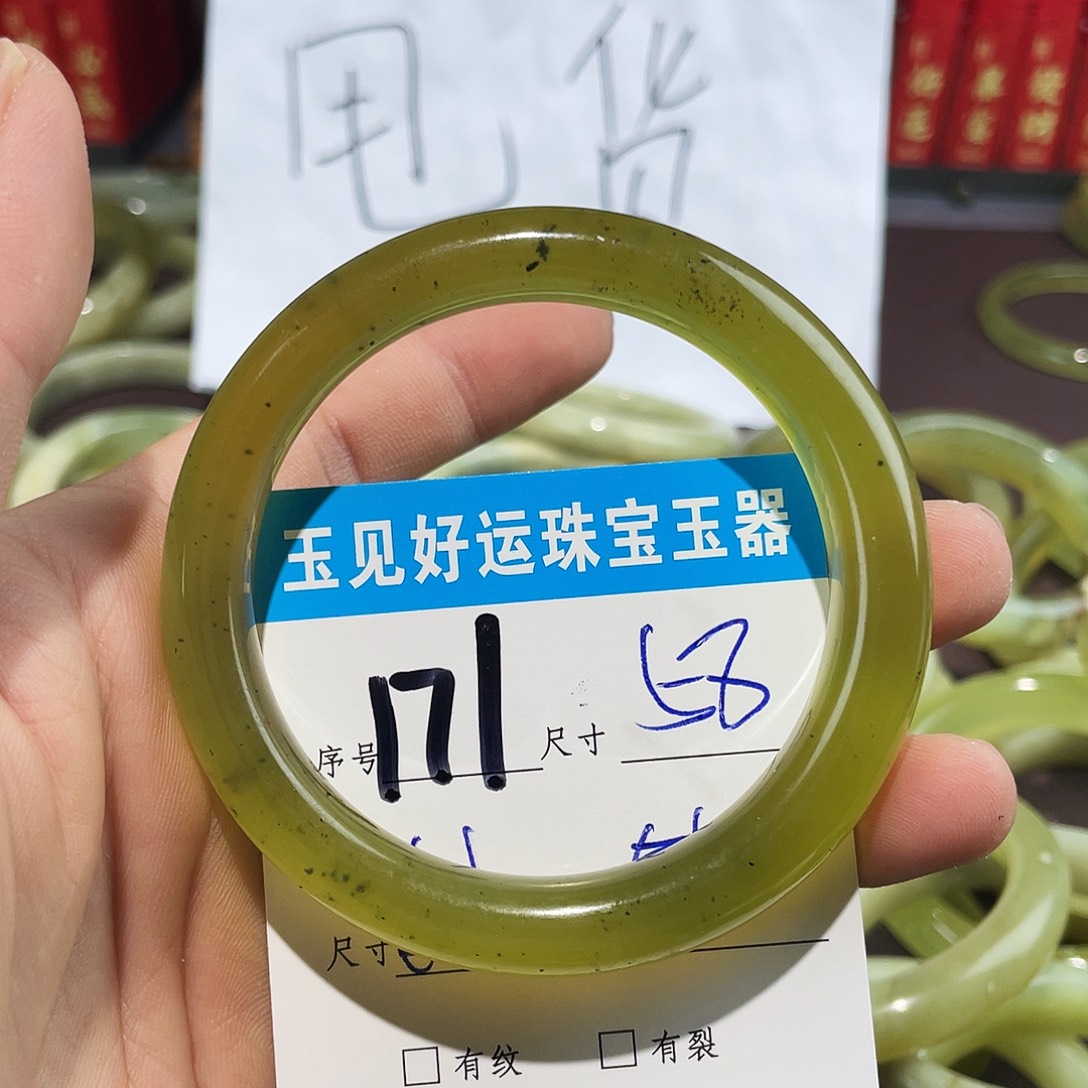 甩货
玉见好运珠宝玉器
序号 171 尺寸 58
尺寸
有纹 有裂